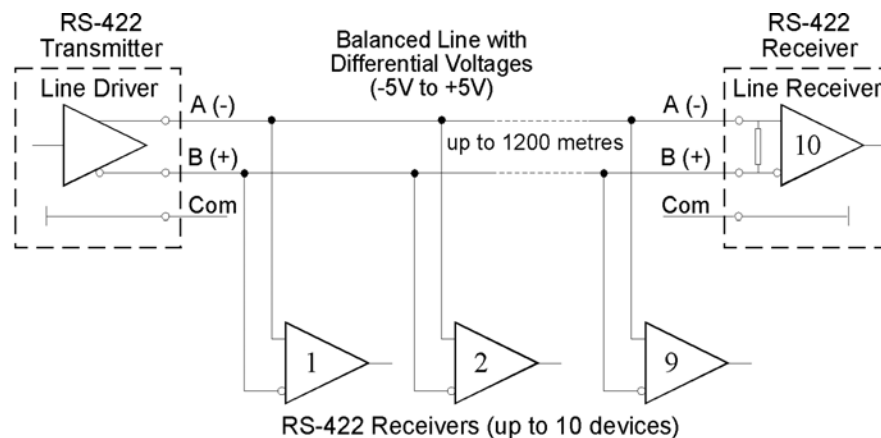 RS-422
Transmitter
Line Driver
Balanced Line with
Differential Voltages
(-5V to +5V)
RS-422
Receiver
Line Receiver
A (-)
A (-)
up to 1200 metres
10
B (+)
B (+)
Com
Com
1
2
9
RS-422 Receivers (up to 10 devices)